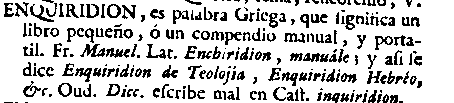 ENQUIRIDION, es palabra Griega, que significa un
libro pequeño, ó un compendio manual, y porta-
til. Fr. Manuel. Lat. Enchiridion, manuále; y asi se
dice Enquiridion de Teolojia, Enquiridion Hebréo,
&c. Oud. Dicc. escribe mal en Cast. inquiridion.